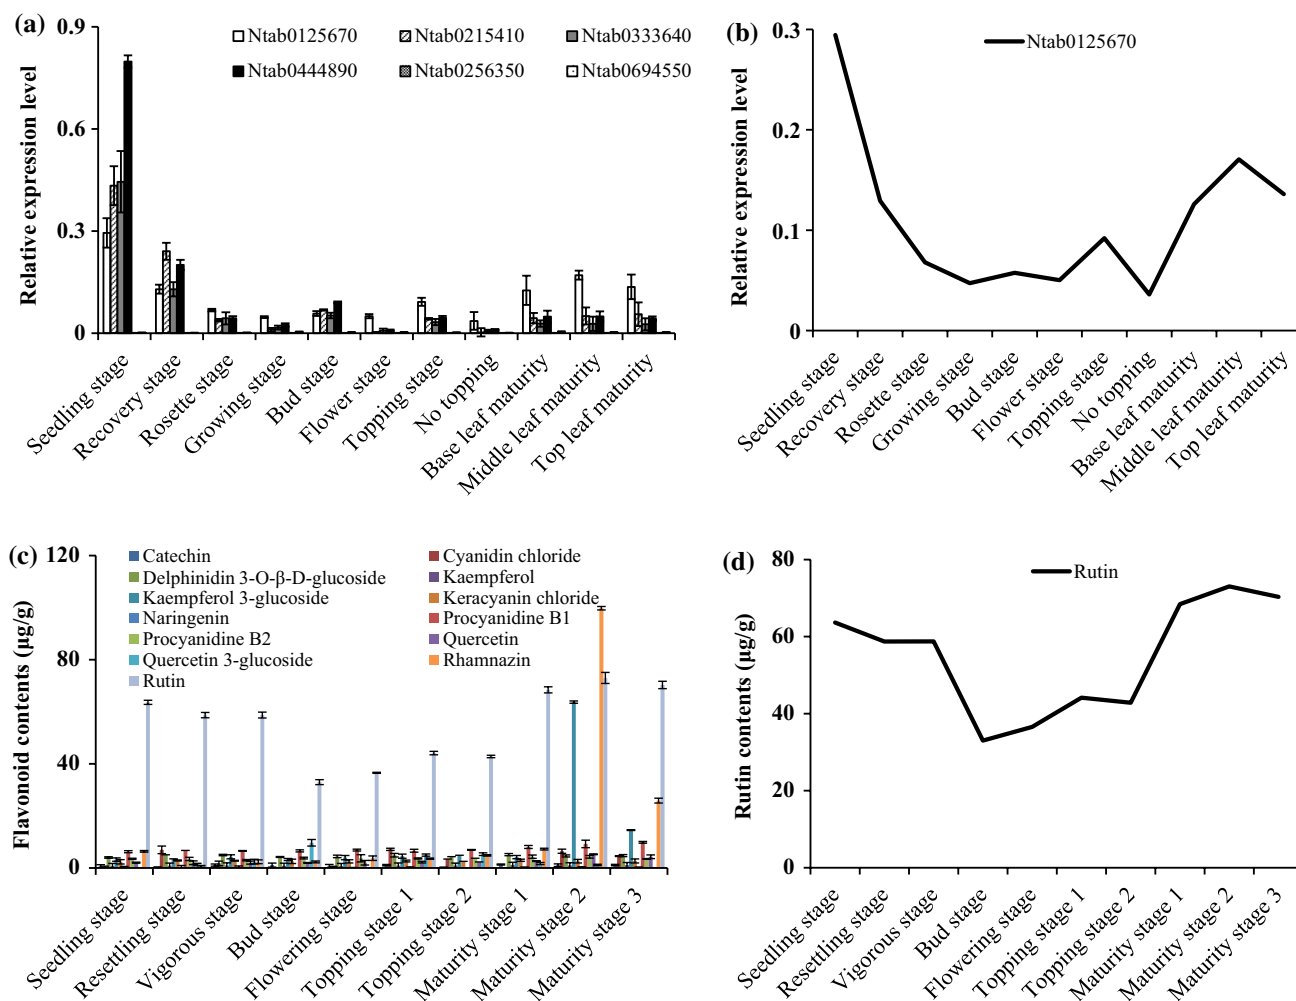 (a)
0.9
0.6
0.3
0
Relative expression level
Ntab0125670 Ntab0215410 Ntab0333640
Ntab0444890 Ntab0256350 Ntab0694550
Seedling stage
Recovery stage
Rosette stage
Growing stage
Bud stage
Flower stage
Topping stage
No topping
Base leaf maturity
Middle leaf maturity
Top leaf maturity
(b)
0.3
0.2
0.1
0
Relative expression level
Ntab0125670
Seedling stage
Recovery stage
Rosette stage
Growing stage
Bud stage
Flower stage
Topping stage
No topping
Base leaf maturity
Middle leaf maturity
Top leaf maturity
(c)
120
80
40
0
Flavonoid contents (µg/g)
Catechin Cyanidin chloride
Delphinidin 3-O-β-D-glucoside Kaempferol
Kaempferol 3-glucoside Keracyanin chloride
Naringenin Procyanidine B1
Procyanidine B2 Quercetin
Quercetin 3-glucoside Rhamnazin
Rutin
Seedling stage
Resettling stage
Vigorous stage
Bud stage
Flowering stage
Topping stage 1
Topping stage 2
Maturity stage 1
Maturity stage 2
Maturity stage 3
(d)
80
60
40
20
0
Rutin contents (µg/g)
Rutin
Seedling stage
Resettling stage
Vigorous stage
Bud stage
Flowering stage
Topping stage 1
Topping stage 2
Maturity stage 1
Maturity stage 2
Maturity stage 3